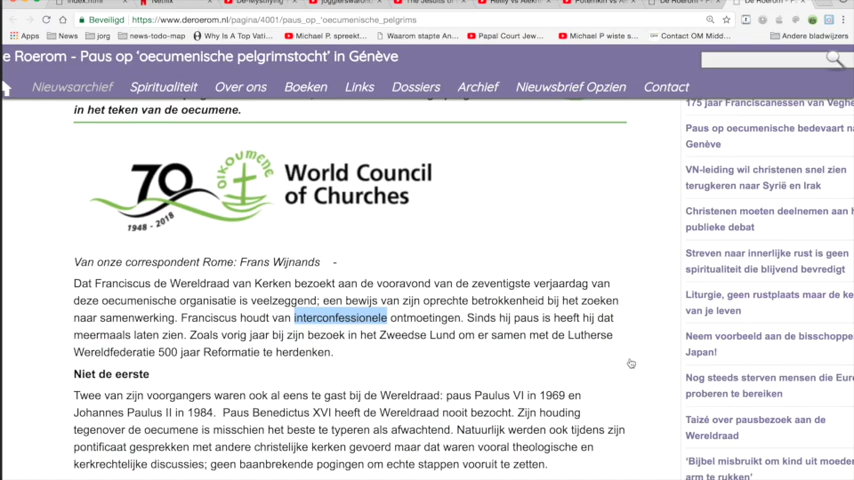 index.html
Netflix
Beveiligd
https://www.deroerom.nl/pagina/4001/paus_op_'oecumenische_pelgrims
Apps
News
Books
jah/news
news-todo-map
Why Is A Top Vati...
Michael P. spreekt...
Waarom stapte An...
Papal Court Jew...
Michael P wiste s...
Contact OM Midd...
Andere bladwijzers
e Roerom - Paus op 'oecumenische pelgrimstocht' in Génève
Nieuwsarchief
Spiritualiteit
Over ons
Boeken
Links
Dossiers
Archief
Nieuwsbrief Opzien
Contact
in het teken van de oecumene.
70
OIKOUMENE
1948 - 2018
World Council
of Churches
Van onze correspondent Rome: Frans Wijnands -
Dat Franciscus de Wereldraad van Kerken bezoekt aan de vooravond van de zeventigste verjaardag van
deze oecumenische organisatie is veelzeggend; een bewijs van zijn oprechte betrokkenheid bij het zoeken
naar samenwerking. Franciscus houdt van interconfessionele ontmoetingen. Sinds hij paus is heeft hij dat
meermaals laten zien. Zoals vorig jaar bij zijn bezoek in het Zweedse Lund om er samen met de Lutherse
Wereldfederatie 500 jaar Reformatie te herdenken.
Niet de eerste
Twee van zijn voorgangers waren ook al eens te gast bij de Wereldraad: paus Paulus VI in 1969 en
Johannes Paulus II in 1984. Paus Benedictus XVI heeft de Wereldraad nooit bezocht. Zijn houding
tegenover de oecumene is misschien het beste te typeren als afwachtend. Natuurlijk werden ook tijdens zijn
pontificaat gesprekken met andere christelijke kerken gevoerd maar dat waren vooral theologische en
kerkrechtelijke discussies; geen baanbrekende pogingen om echte stappen vooruit te zetten.
175 jaar Franciscanessen van Veghe
Paus op oecumenische bedevaart na
Genève
VN-leiding wil christenen snel zien
terugkeren naar Syrië en Irak
Christenen moeten deelnemen aan h
publieke debat
Streven naar innerlijke rust is geen
spiritualiteit die blijvend bevredigt
Liturgie, geen rustplaats maar de ke
van je leven
Neem voorbeeld aan de bisschoppe
Japan!
Nog steeds sterven mensen die Eur
proberen te bereiken
Taizé over pausbezoek aan de
Wereldraad
'Bijbel misbruikt om kind uit moede
arm te rukken'